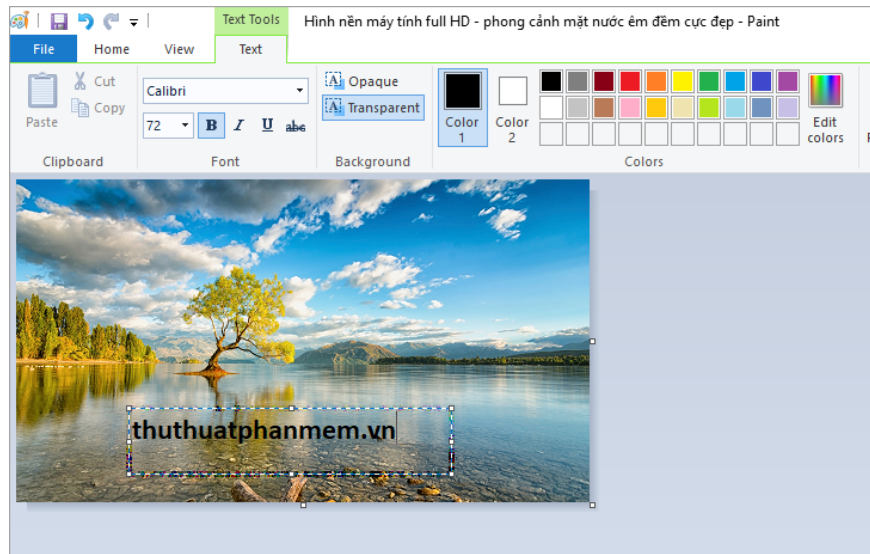 Text Tools
Hình nền máy tính full HD - phong cảnh mặt nước êm đềm cực đẹp - Paint
File Home View Text
Paste
Cut
Copy
Clipboard
Calibri
72 B I U abc
Font
Opaque
Transparent
Background
Color 1
Color 2
Edit colors
Colors
thuthuatphanmem.vn